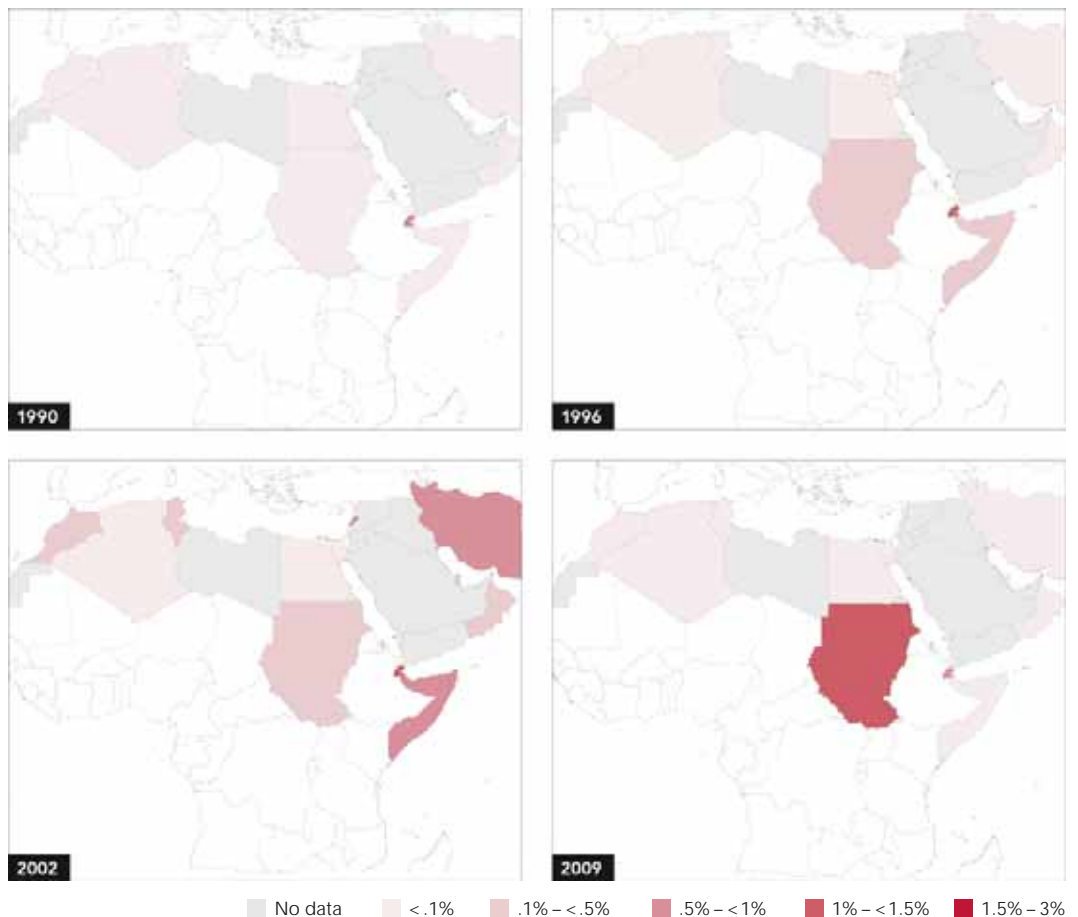 1990
1996
2002
2009
No data < .1% .1% – < .5% .5% – < 1% 1% – < 1.5% 1.5% – 3%